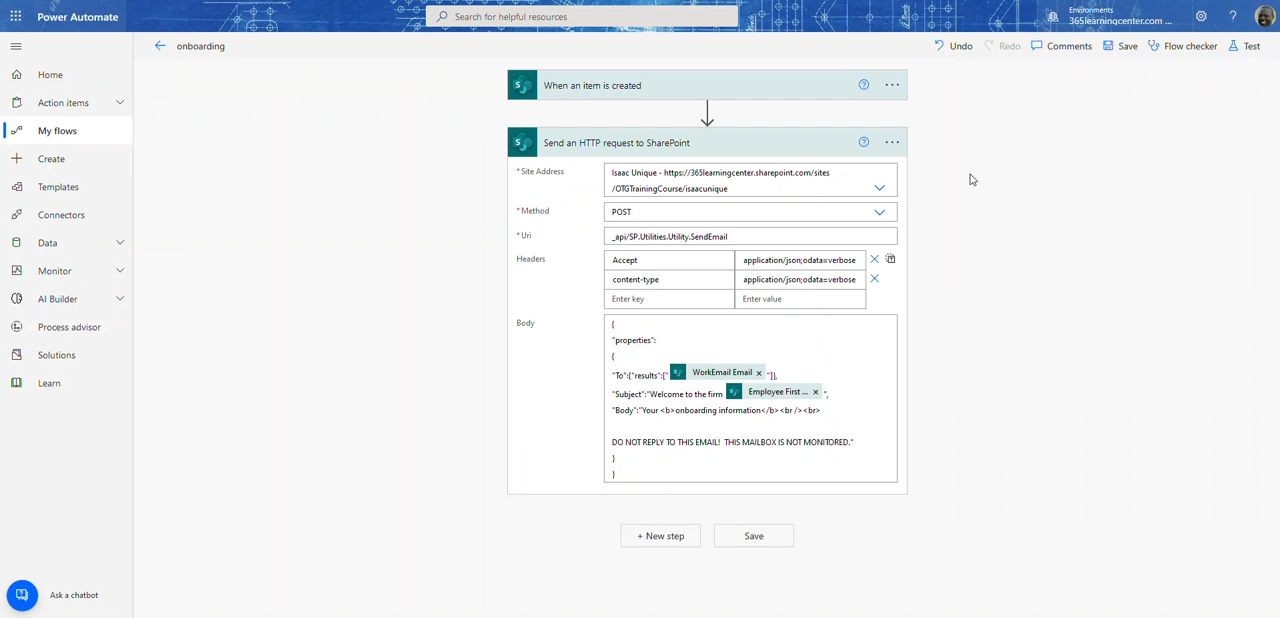 Power Automate
Search for helpful resources
Environments
365learningcenter.com ...
onboarding
Undo
Redo
Comments
Save
Flow checker
Test
Home
Action items
My flows
Create
Templates
Connectors
Data
Monitor
AI Builder
Process advisor
Solutions
Learn
Ask a chatbot
When an item is created
Send an HTTP request to SharePoint
* Site Address
Isaac Unique - https://365learningcenter.sharepoint.com/sites
/OTGTrainingCourse/isaacunique
* Method
POST
* Uri
_api/SP.Utilities.Utility.SendEmail
Headers
Accept application/json;odata=verbose
content-type application/json;odata=verbose
Enter key Enter value
Body
{
"properties":
{
"To":{"results":[" WorkEmail Email × "]},
"Subject":"Welcome to the firm Employee First ... × ",
"Body":"Your <b>onboarding information</b><br /><br>
DO NOT REPLY TO THIS EMAIL! THIS MAILBOX IS NOT MONITORED."
}
}
+ New step
Save